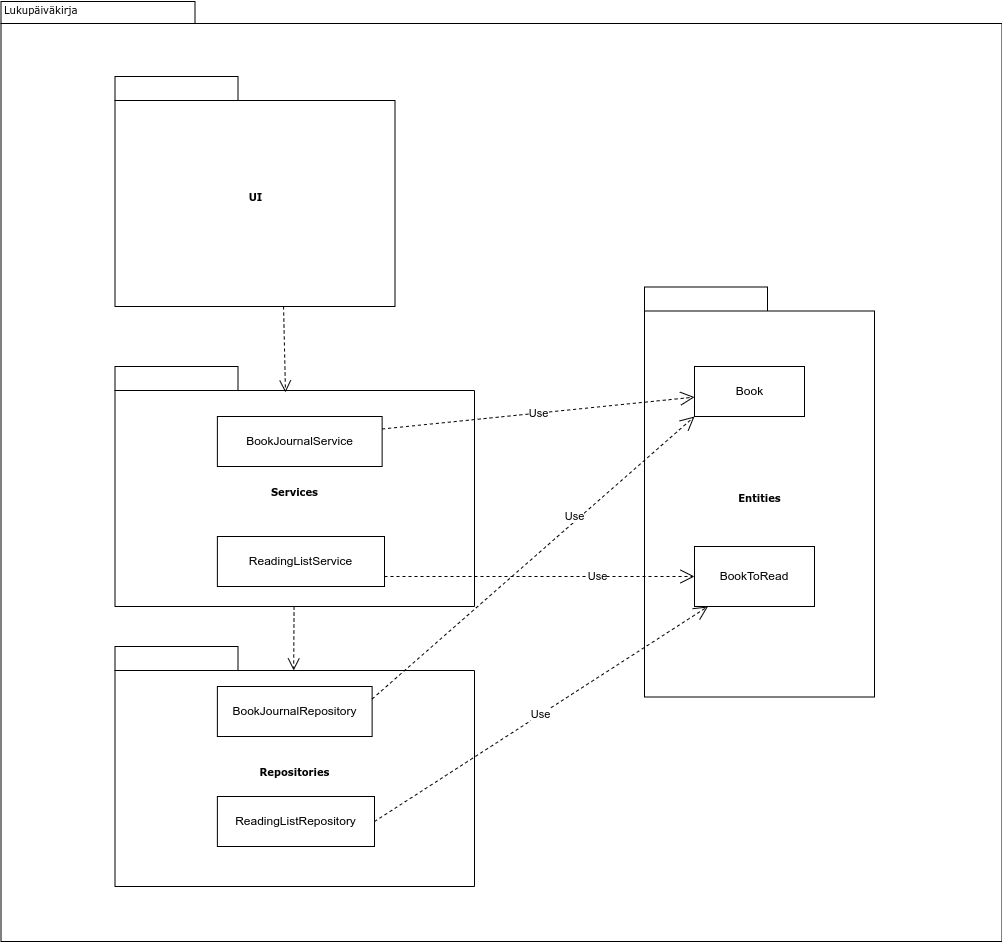 Lukupäiväkirja
UI
BookJournalService
Services
ReadingListService
BookJournalRepository
Repositories
ReadingListRepository
Use
Use
Use
Use
Book
Entities
BookToRead